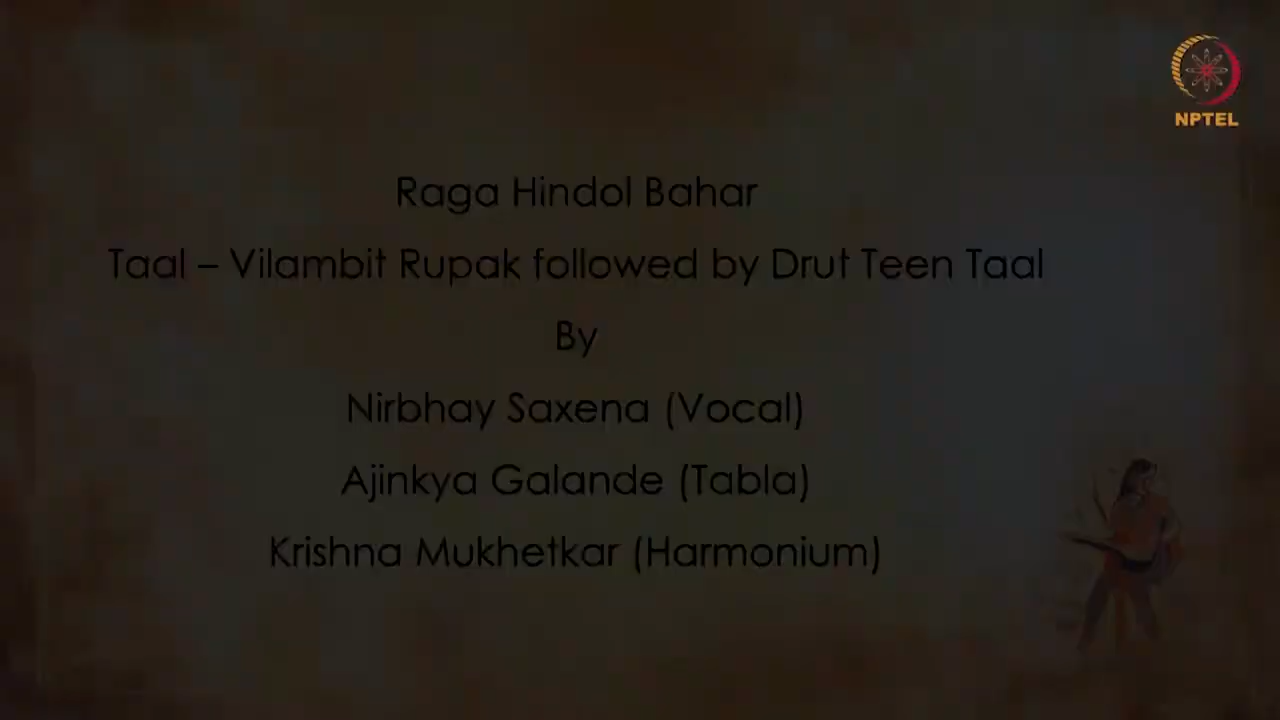 NPTEL
Raga Hindol Bahar
Taal – Vilambit Rupak followed by Drut Teen Taal
By
Nirbhay Saxena (Vocal)
Ajinkya Galande (Tabla)
Krishna Mukhetkar (Harmonium)